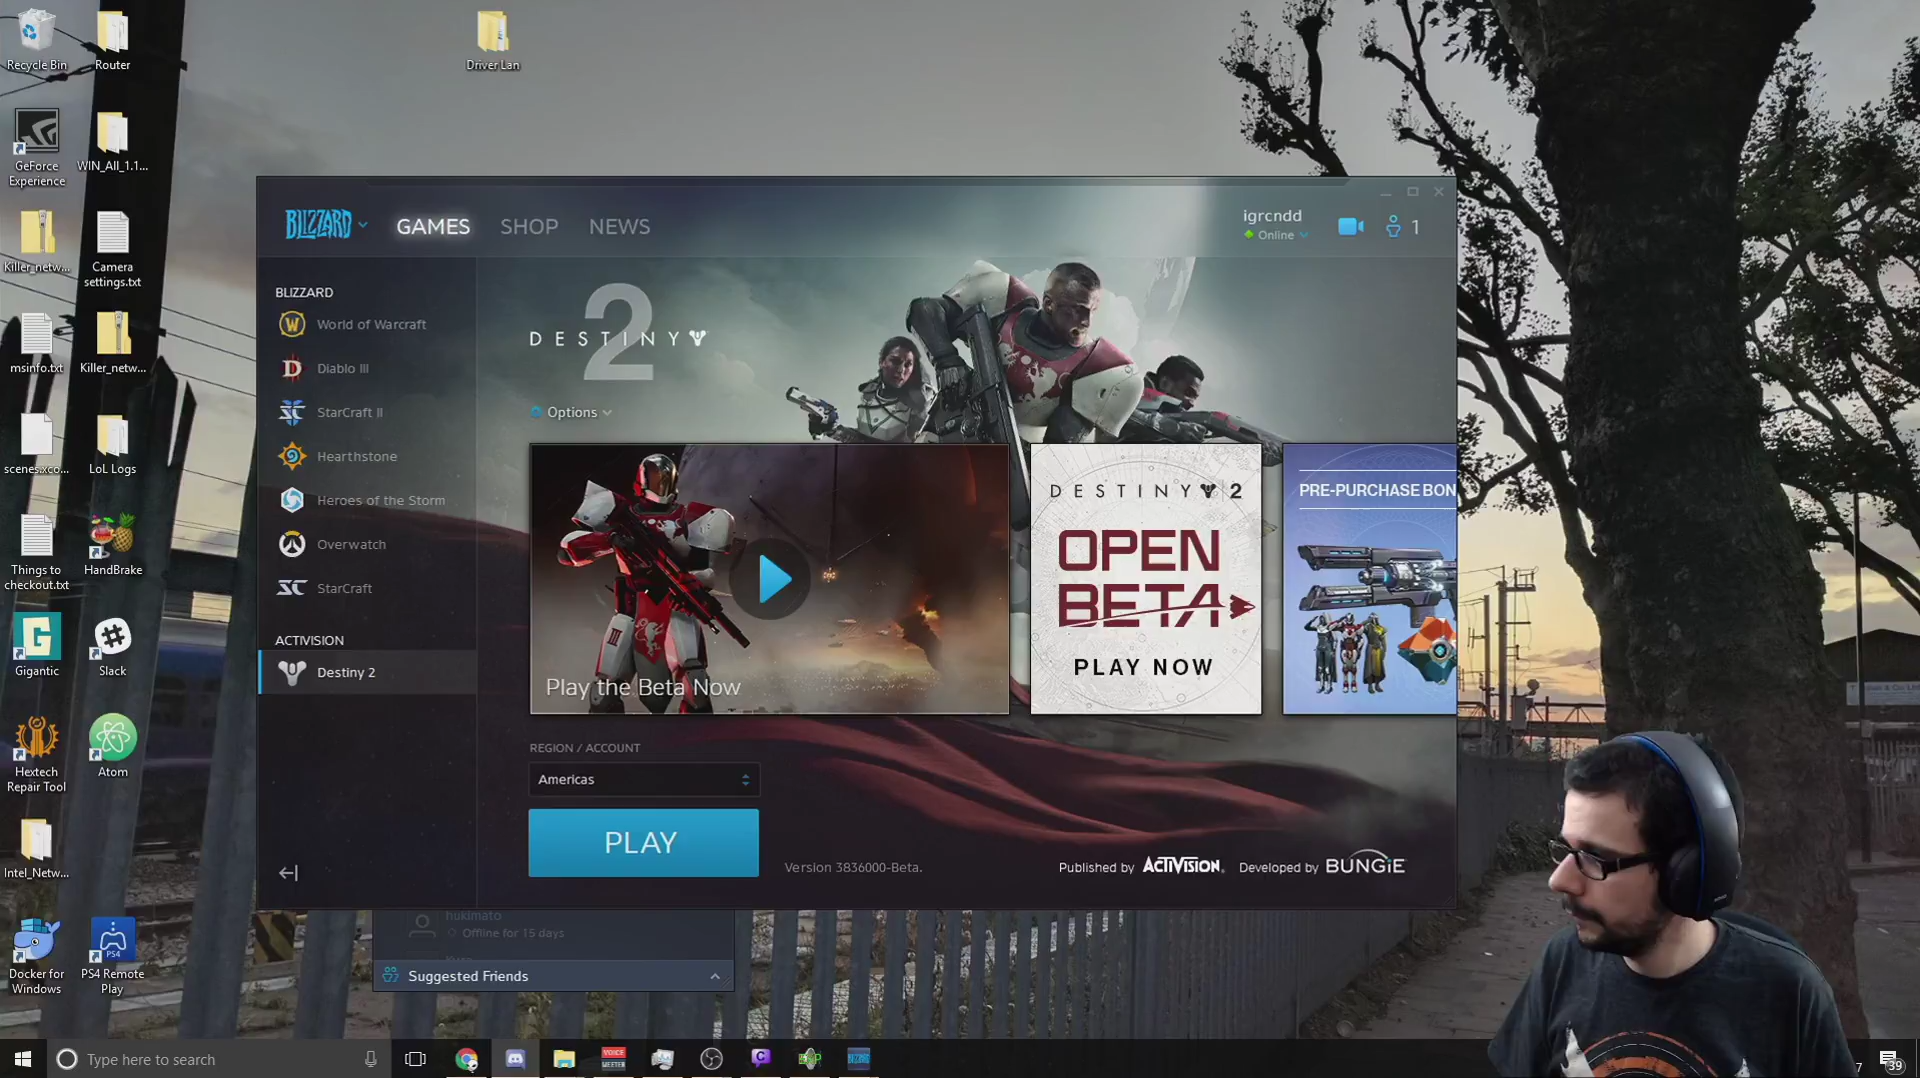 Recycle Bin
Router
Driver Lan
GeForce
Experience
WIN_All_1.1...
Killer_netw...
Camera
settings.txt
msinfo.txt
Killer_netw...
scenes.xco...
LoL Logs
Things to
checkout.txt
HandBrake
Gigantic
Slack
Hextech
Repair Tool
Atom
Intel_Netw...
Docker for
Windows
PS4 Remote
Play
BLIZZARD
GAMES
SHOP
NEWS
igrcndd
Online
1
BLIZZARD
World of Warcraft
Diablo III
StarCraft II
Hearthstone
Heroes of the Storm
Overwatch
StarCraft
ACTIVISION
Destiny 2
DESTINY 2
Options
Play the Beta Now
DESTINY 2
OPEN
BETA
PLAY NOW
PRE-PURCHASE BON
REGION / ACCOUNT
Americas
PLAY
Version 3836000-Beta.
Published by ACTIVISION. Developed by BUNGIE
hukimato
Offline for 15 days
Suggested Friends
Type here to search
VOICE
MEETER
BLIZZARD
7
39